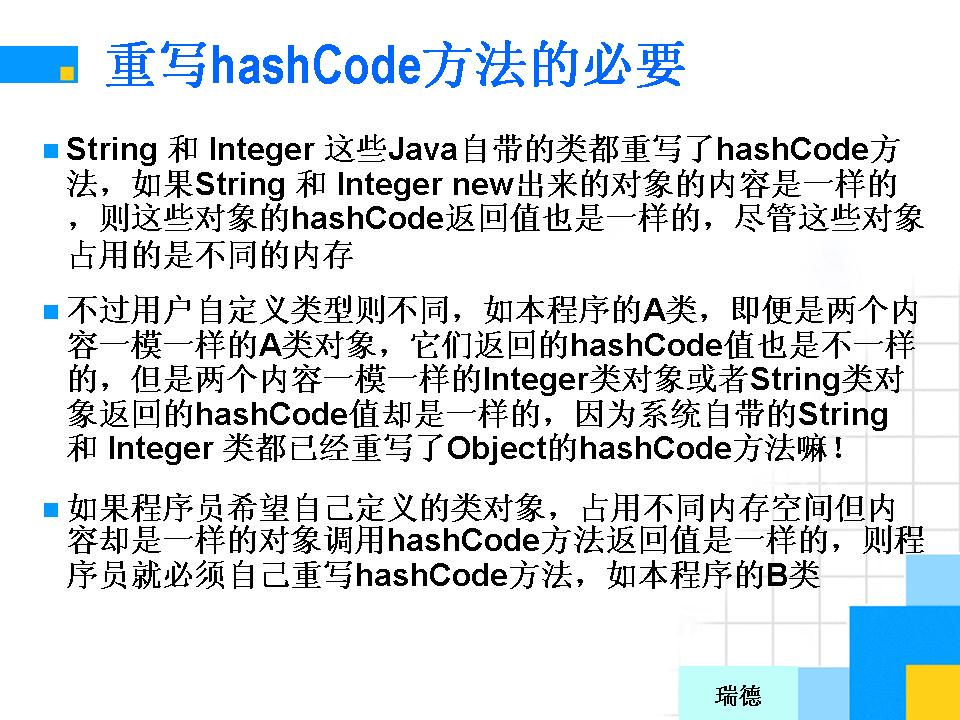 重写hashCode方法的必要
String 和 Integer 这些Java自带的类都重写了hashCode方
法，如果String 和 Integer new出来的对象的内容是一样的
，则这些对象的hashCode返回值也是一样的，尽管这些对象
占用的是不同的内存
不过用户自定义类型则不同，如本程序的A类，即便是两个内
容一模一样的A类对象，它们返回的hashCode值也是不一样
的，但是两个内容一模一样的Integer类对象或者String类对
象返回的hashCode值却是一样的，因为系统自带的String
和 Integer 类都已经重写了Object的hashCode方法嘛！
如果程序员希望自己定义的类对象，占用不同内存空间但内
容却是一样的对象调用hashCode方法返回值是一样的，则程
序员就必须自己重写hashCode方法，如本程序的B类
瑞德